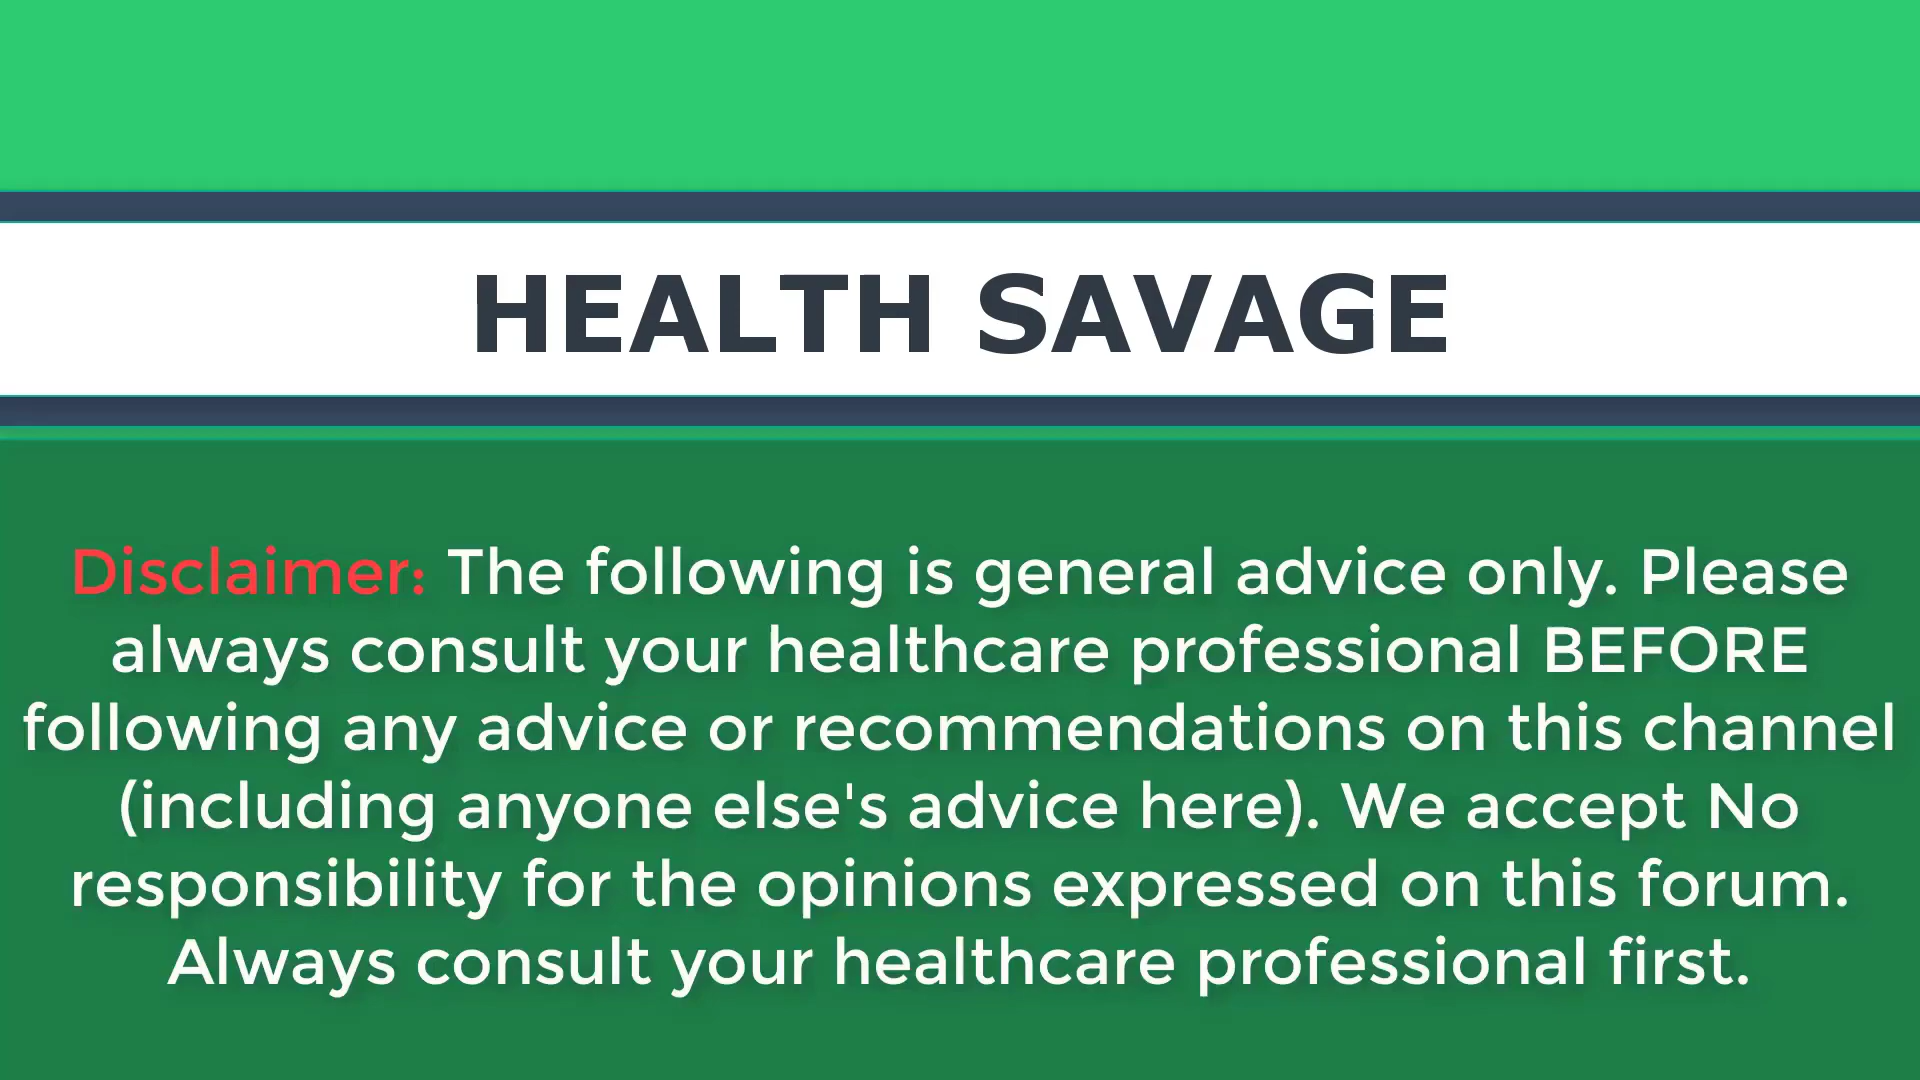 HEALTH SAVAGE
Disclaimer: The following is general advice only. Please
always consult your healthcare professional BEFORE
following any advice or recommendations on this channel
(including anyone else's advice here). We accept No
responsibility for the opinions expressed on this forum.
Always consult your healthcare professional first.